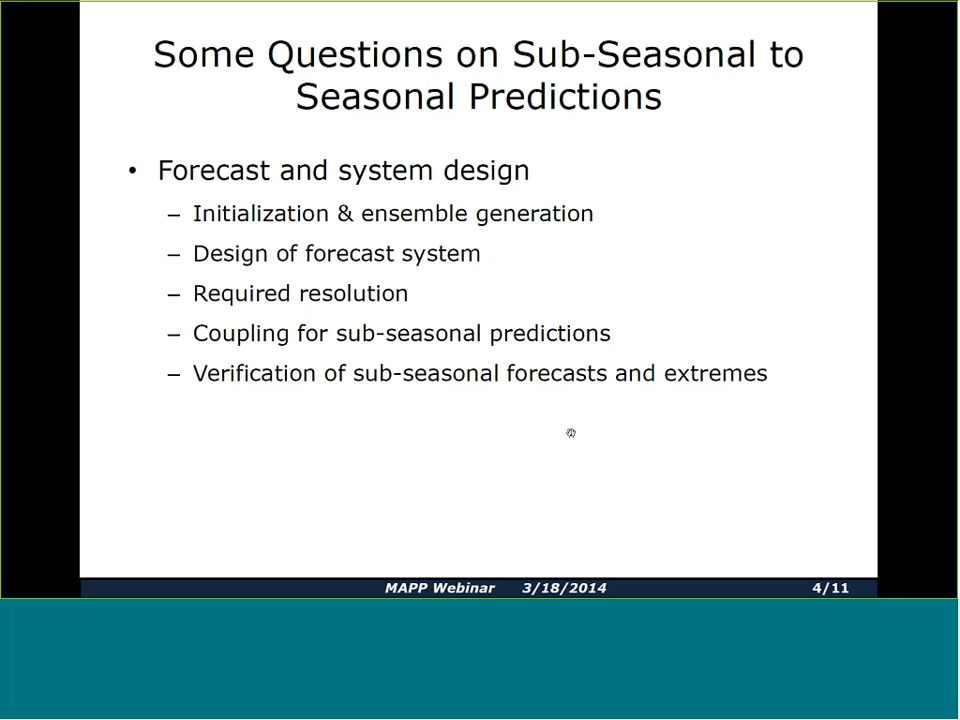 Some Questions on Sub-Seasonal to
Seasonal Predictions
• Forecast and system design
– Initialization & ensemble generation
– Design of forecast system
– Required resolution
– Coupling for sub-seasonal predictions
– Verification of sub-seasonal forecasts and extremes
MAPP Webinar 3/18/2014 4/11